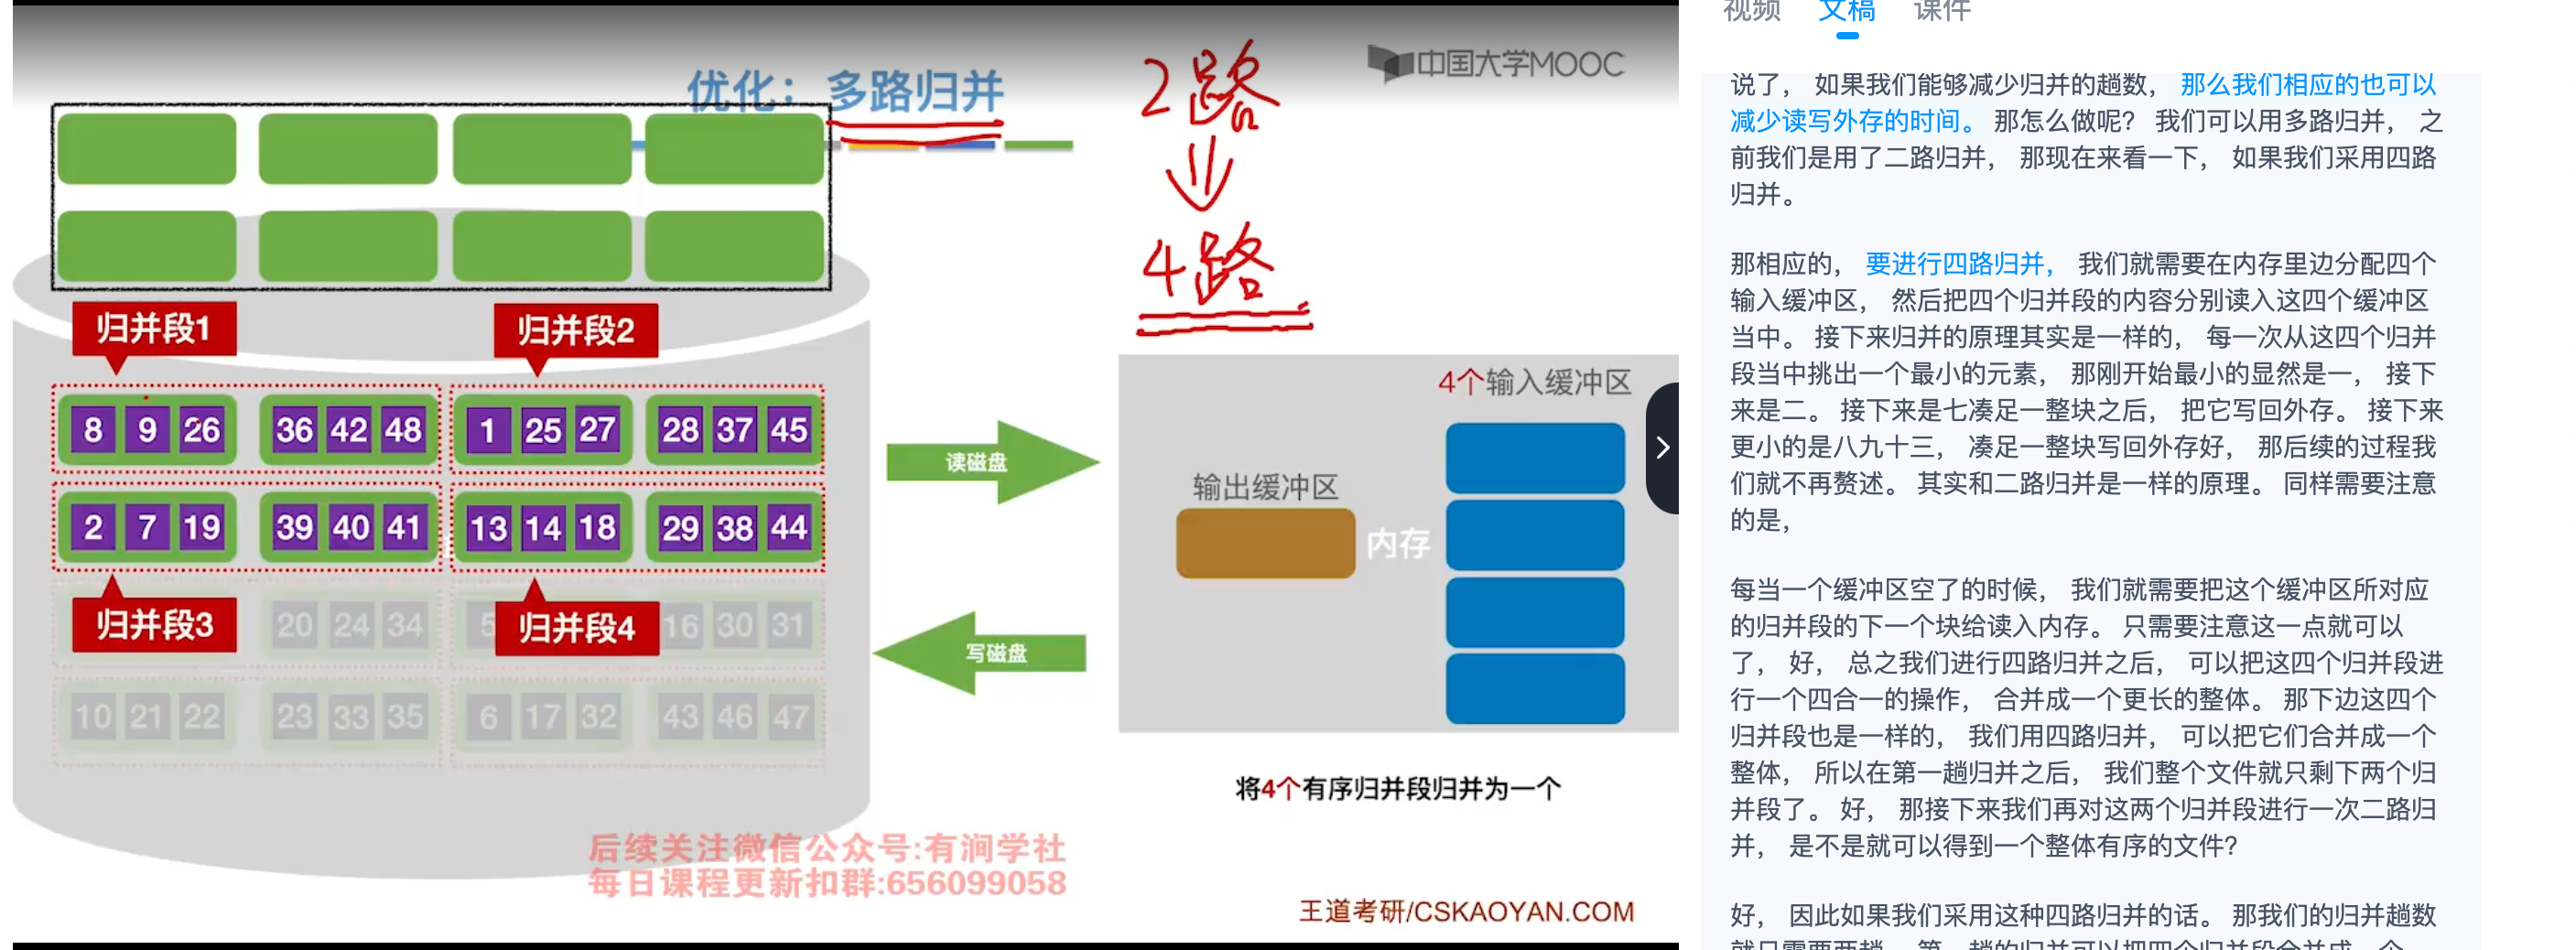 优化：多路归并
2路
4路
中国大学MOOC
归并段1
归并段2
8 9 26 36 42 48 1 25 27 28 37 45
2 7 19 39 40 41 13 14 18 29 38 44
归并段3
归并段4
20 24 34 5 16 30 31
10 21 22 23 33 35 6 17 32 43 46 47
读磁盘
写磁盘
4个输入缓冲区
输出缓冲区
内存
将4个有序归并段归并为一个
后续关注微信公众号:有涧学社
每日课程更新扣群:656099058
王道考研/CSKAOYAN.COM
视频 文稿 课件
说了， 如果我们能够减少归并的趟数， 那么我们相应的也可以
减少读写外存的时间。 那怎么做呢？ 我们可以用多路归并， 之
前我们是用了二路归并， 那现在来看一下， 如果我们采用四路
归并。
那相应的， 要进行四路归并， 我们就需要在内存里边分配四个
输入缓冲区， 然后把四个归并段的内容分别读入这四个缓冲区
当中。 接下来归并的原理其实是一样的， 每一次从这四个归并
段当中挑出一个最小的元素， 那刚开始最小的显然是一， 接下
来是二。 接下来是七凑足一整块之后， 把它写回外存。 接下来
更小的是八九十三， 凑足一整块写回外存好， 那后续的过程我
们就不再赘述。 其实和二路归并是一样的原理。 同样需要注意
的是，
每当一个缓冲区空了的时候， 我们就需要把这个缓冲区所对应
的归并段的下一个块给读入内存。 只需要注意这一点就可以
了， 好， 总之我们进行四路归并之后， 可以把这四个归并段进
行一个四合一的操作， 合并成一个更长的整体。 那下边这四个
归并段也是一样的， 我们用四路归并， 可以把它们合并成一个
整体， 所以在第一趟归并之后， 我们整个文件就只剩下两个归
并段了。 好， 那接下来我们再对这两个归并段进行一次二路归
并， 是不是就可以得到一个整体有序的文件？
好， 因此如果我们采用这种四路归并的话。 那我们的归并趟数